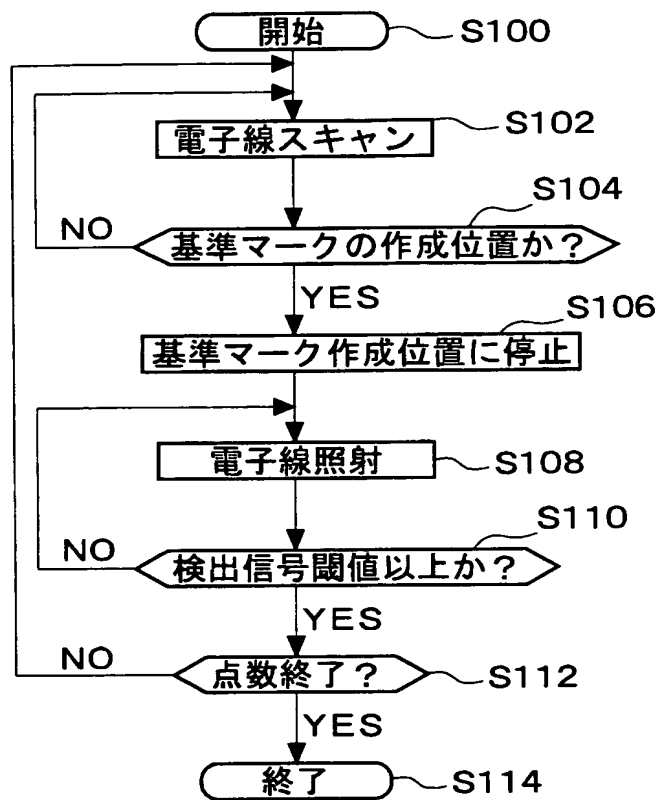 開始 S100
電子線スキャン S102
基準マークの作成位置か? S104
NO
YES
基準マーク作成位置に停止 S106
電子線照射 S108
検出信号閾値以上か? S110
NO
YES
点数終了? S112
NO
YES
終了 S114